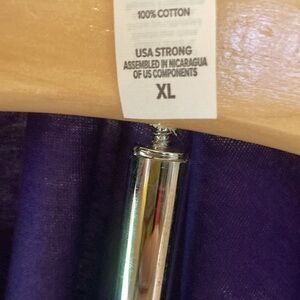 100% COTTON
USA STRONG
ASSEMBLED IN NICARAGUA
OF US COMPONENTS
XL